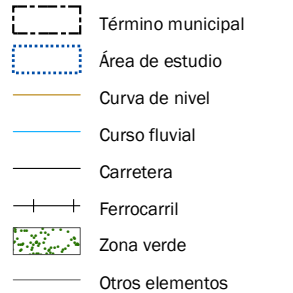 Término municipal
Área de estudio
Curva de nivel
Curso fluvial
Carretera
Ferrocarril
Zona verde
Otros elementos